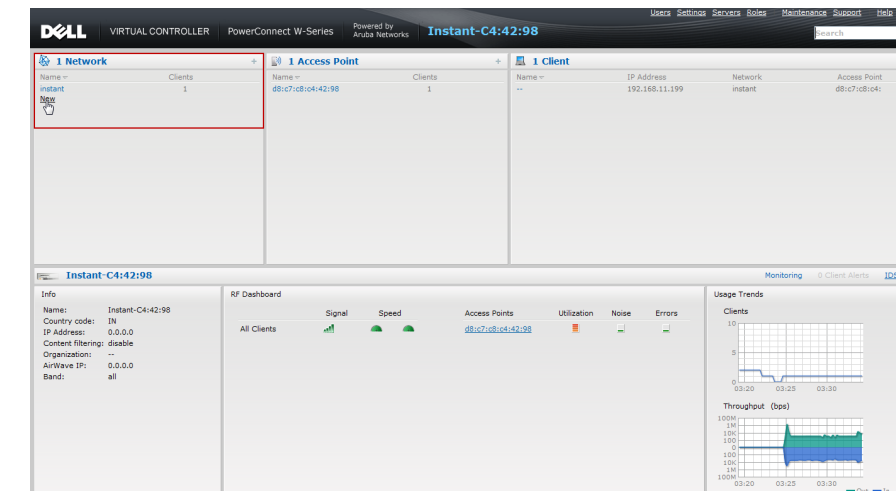 Users Settings Servers Roles Maintenance Support Help
DELL VIRTUAL CONTROLLER PowerConnect W-Series Powered by Aruba Networks Instant-C4:42:98 Search
1 Network +
Name Clients
instant 1
New
1 Access Point +
Name Clients
d8:c7:c8:c4:42:98 1
1 Client
Name IP Address Network Access Point
-- 192.168.11.199 instant d8:c7:c8:c4:
Instant-C4:42:98 Monitoring 0 Client Alerts IDS
Info
Name: Instant-C4:42:98
Country code: IN
IP Address: 0.0.0.0
Content filtering: disable
Organization: --
AirWave IP: 0.0.0.0
Band: all
RF Dashboard
Signal Speed Access Points Utilization Noise Errors
All Clients d8:c7:c8:c4:42:98
Usage Trends
Clients
10
5
0
03:20 03:25 03:30
Throughput (bps)
100M
1M
10K
100
0
100
10K
1M
100M
03:20 03:25 03:30
Out In